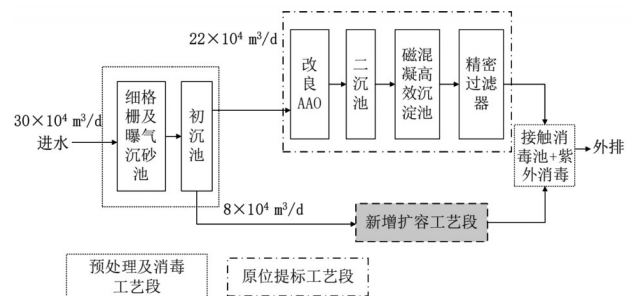 22×10⁴ m³/d
改
良
AAO
二
沉
池
磁混
凝高
效沉
淀池
精密
过滤
器
30×10⁴ m³/d
进水
细格
栅及
曝气
沉砂
池
初
沉
池
接触消
毒池+紫
外消毒
外排
8×10⁴ m³/d
新增扩容工艺段
预处理及消毒
工艺段
原位提标工艺段